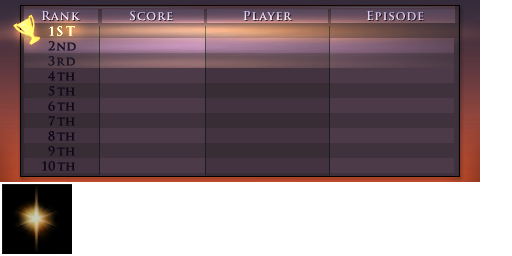 RANK SCORE PLAYER EPISODE
1ST
2ND
3RD
4TH
5TH
6TH
7TH
8TH
9TH
10TH